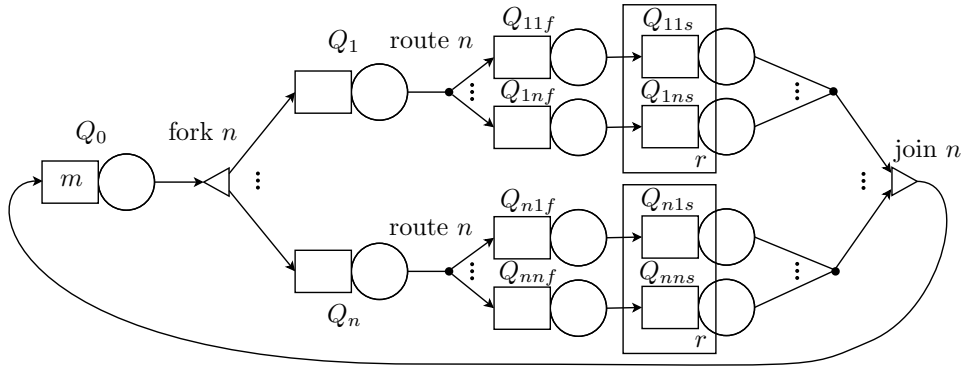 Q_{11f} Q_{11s}
Q_1 route n
Q_{1nf} Q_{1ns}
Q_0 fork n
r join n
m
Q_{n1f} Q_{n1s}
route n
Q_{nnf} Q_{nns}
Q_n
r